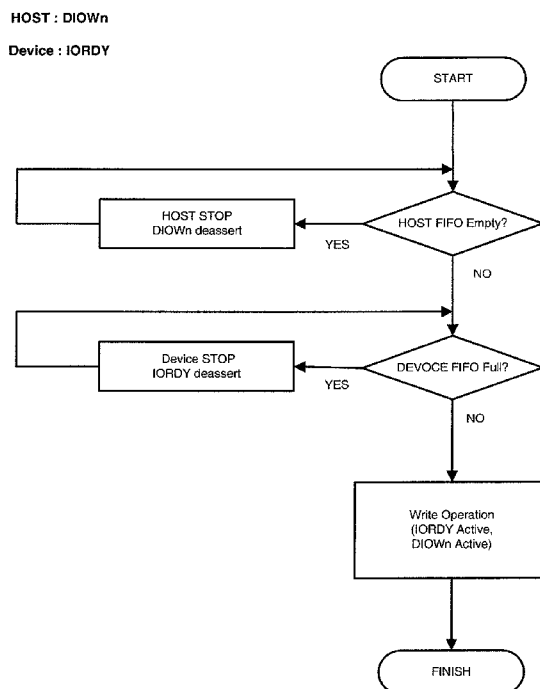 HOST : DIOWn
Device : IORDY
START
HOST FIFO Empty?
HOST STOP
DIOWn deassert
YES
NO
DEVOCE FIFO Full?
Device STOP
IORDY deassert
YES
NO
Write Operation
(IORDY Active,
DIOWn Active)
FINISH